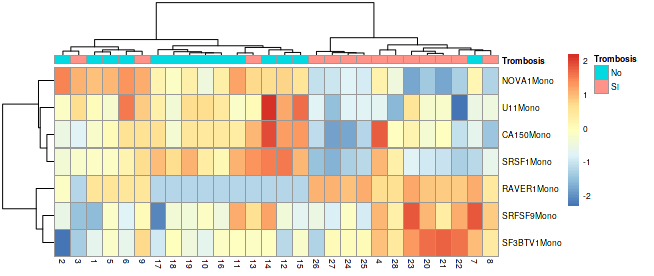 Trombosis
NOVA1Mono
U11Mono
CA150Mono
SRSF1Mono
RAVER1Mono
SRFSF9Mono
SF3BTV1Mono
2 3 1 5 6 9 17 18 19 10 16 11 13 14 12 15 26 27 24 25 4 28 23 20 21 22 7 8
2
1
0
-1
-2
Trombosis
No
SI